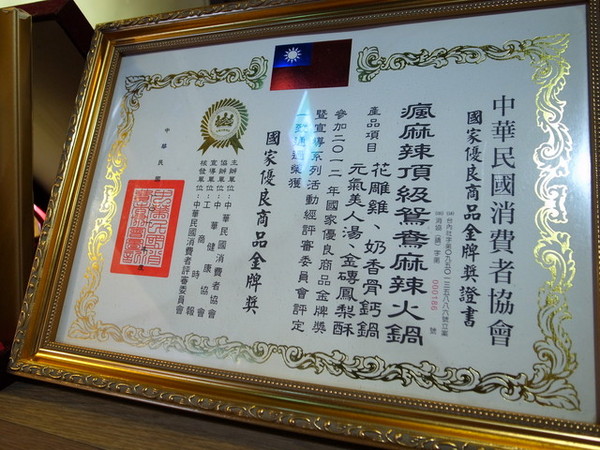 中華民國消費者協會
國家優良商品金牌獎證書
000186 號
瘋麻辣頂級鴛鴦麻辣火鍋
產品項目 花雕雞、奶香骨鈣鍋
元氣美人湯、金磚鳳梨酥
參加二〇一二年國家優良商品金牌獎
暨宣導系列活動經評審委員會評定
一致通過榮獲
國家優良商品金牌獎
主辦單位:中華民國消費者協會
協辦單位:中華健康協會
宣導單位:工商時報
核發單位:中華民國消費者評審委員會
中華民國